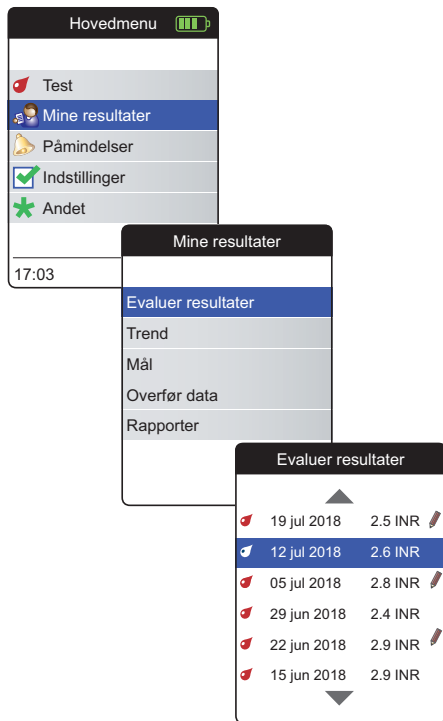 Hovedmenu
Test
Mine resultater
Påmindelser
Indstillinger
Andet
17:03
Mine resultater
Evaluer resultater
Trend
Mål
Overfør data
Rapporter
Evaluer resultater
19 jul 2018 2.5 INR
12 jul 2018 2.6 INR
05 jul 2018 2.8 INR
29 jun 2018 2.4 INR
22 jun 2018 2.9 INR
15 jun 2018 2.9 INR